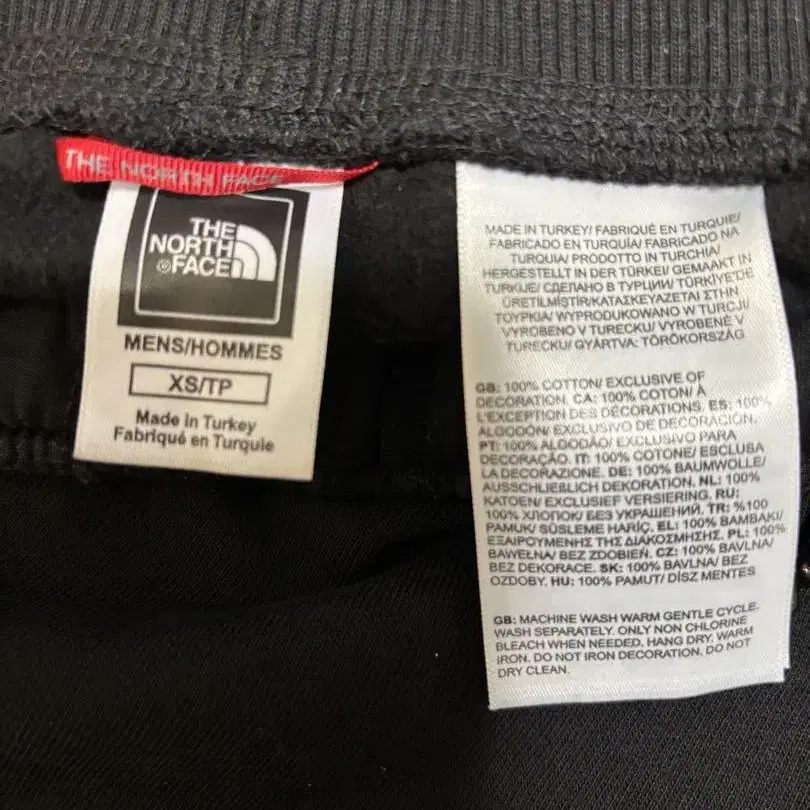 THE NORTH FACE
THE
NORTH
FACE
MENS/HOMMES
XS/TP
Made in Turkey
Fabriqué en Turquie
MADE IN TURKEY/ FABRIQUÉ EN TURQUIE/
FABRICADO EN TURQUÍA/ FABRICADO NA
TURQUIA/ PRODOTTO IN TURCHIA/
HERGESTELLT IN DER TÜRKEI/ GEMAAKT IN
TURKIJE/ СДЕЛАНО В ТУРЦИИ/ TÜRKİYE'DE
ÜRETİLMİŞTİR/ΚΑΤΑΣΚΕΥΑΖΕΤΑΙ ΣΤΗΝ
ΤΟΥΡΚΙΑ/ WYPRODUKOWANO W TURCJI/
VYROBENO V TURECKU/ VYROBENÉ V
TURECKU/ GYÁRTVA: TÖRÖKORSZÁG
GB: 100% COTTON/ EXCLUSIVE OF
DECORATION. CA: 100% COTON/ À
L'EXCEPTION DES DÉCORATIONS. ES: 100%
ALGODÓN/ EXCLUSIVO DE DECORACIÓN.
PT: 100% ALGODÃO/ EXCLUSIVO PARA
DECORAÇÃO. IT: 100% COTONE/ ESCLUSA
LA DECORAZIONE. DE: 100% BAUMWOLLE/
AUSSCHLIEßLICH DEKORATION. NL: 100%
KATOEN/ EXCLUSIEF VERSIERING. RU:
100% ХЛОПОК/ БЕЗ УКРАШЕНИЙ. TR: %100
PAMUK/ SÜSLEME HARİÇ. EL: 100% ΒΑΜΒΑΚΙ/
ΕΞΑΙΡΟΥΜΕΝΗΣ ΤΗΣ ΔΙΑΚΟΣΜΗΣΗΣ. PL: 100%
BAWEŁNA/ BEZ ZDOBIEŃ. CZ: 100% BAVLNA/
BEZ DEKORACE. SK: 100% BAVLNA/ BEZ
OZDOBY. HU: 100% PAMUT/ DÍSZ MENTES
GB: MACHINE WASH WARM GENTLE CYCLE.
WASH SEPARATELY. ONLY NON CHLORINE
BLEACH WHEN NEEDED. HANG DRY. WARM
IRON. DO NOT IRON DECORATION. DO NOT
DRY CLEAN.